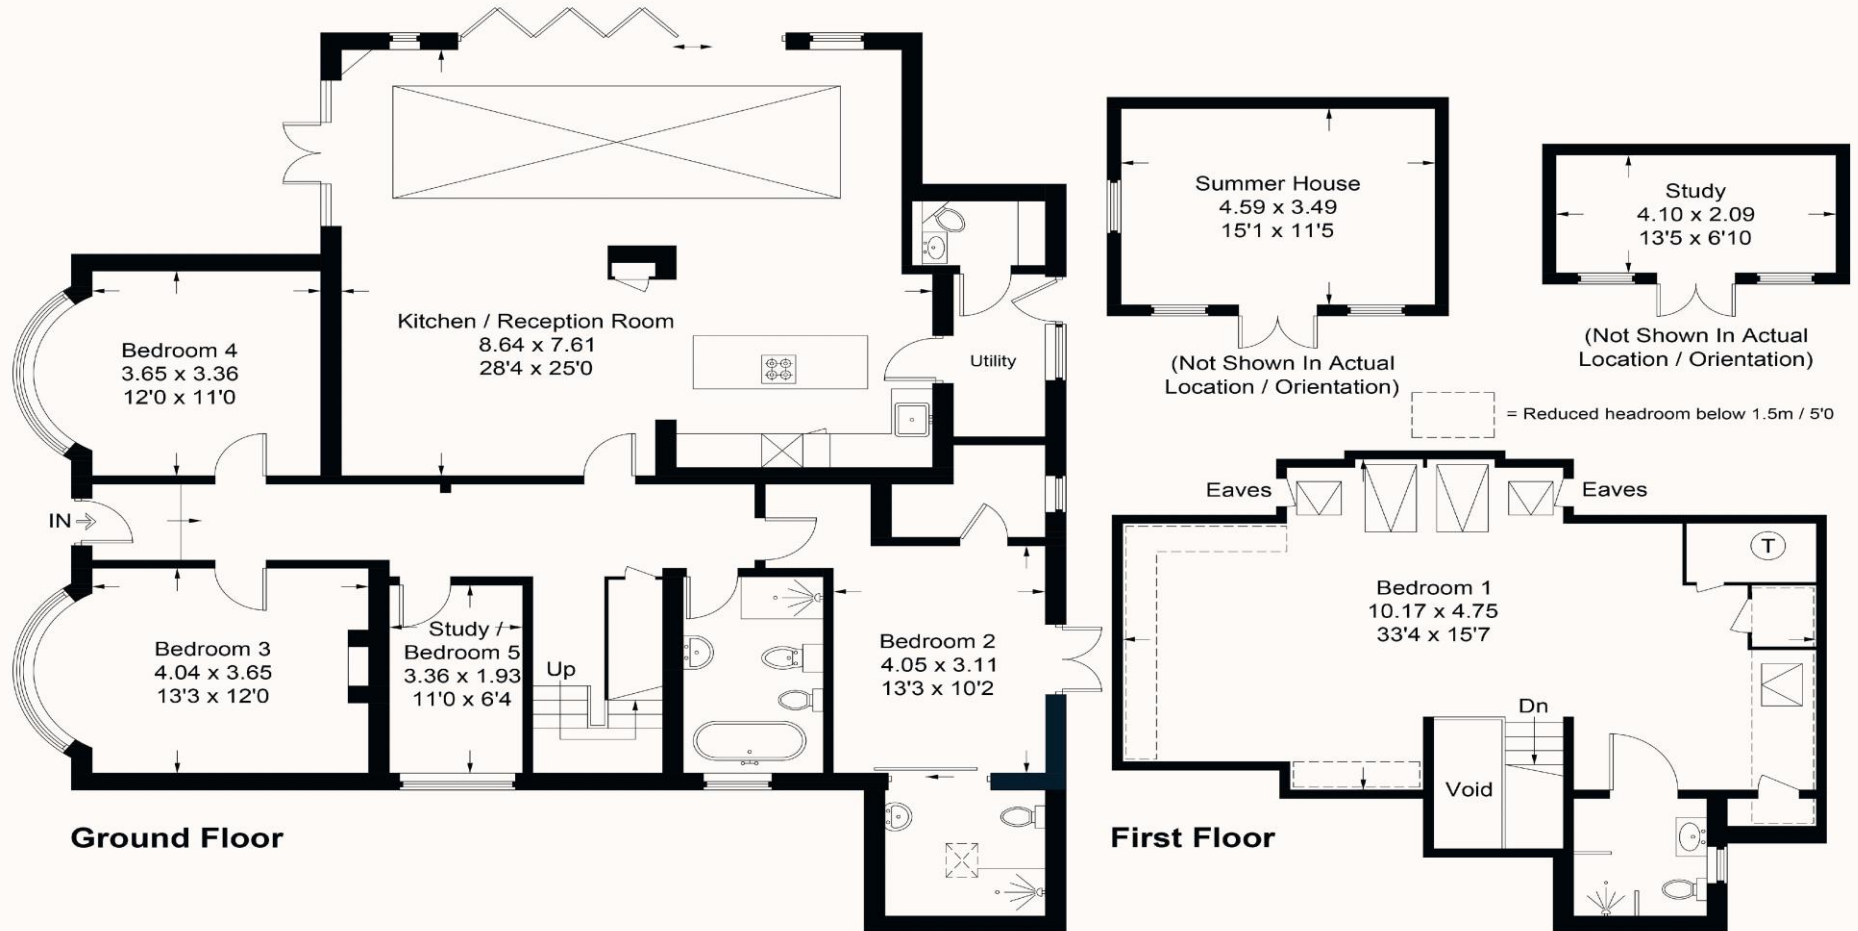 Kitchen / Reception Room
8.64 x 7.61
28'4 x 25'0
Utility
Bedroom 4
3.65 x 3.36
12'0 x 11'0
IN
Bedroom 3
4.04 x 3.65
13'3 x 12'0
Study /
Bedroom 5
3.36 x 1.93
11'0 x 6'4
Up
Bedroom 2
4.05 x 3.11
13'3 x 10'2
Ground Floor
Summer House
4.59 x 3.49
15'1 x 11'5
(Not Shown In Actual
Location / Orientation)
Study
4.10 x 2.09
13'5 x 6'10
(Not Shown In Actual
Location / Orientation)
= Reduced headroom below 1.5m / 5'0
Eaves
Eaves
T
Bedroom 1
10.17 x 4.75
33'4 x 15'7
Dn
Void
First Floor